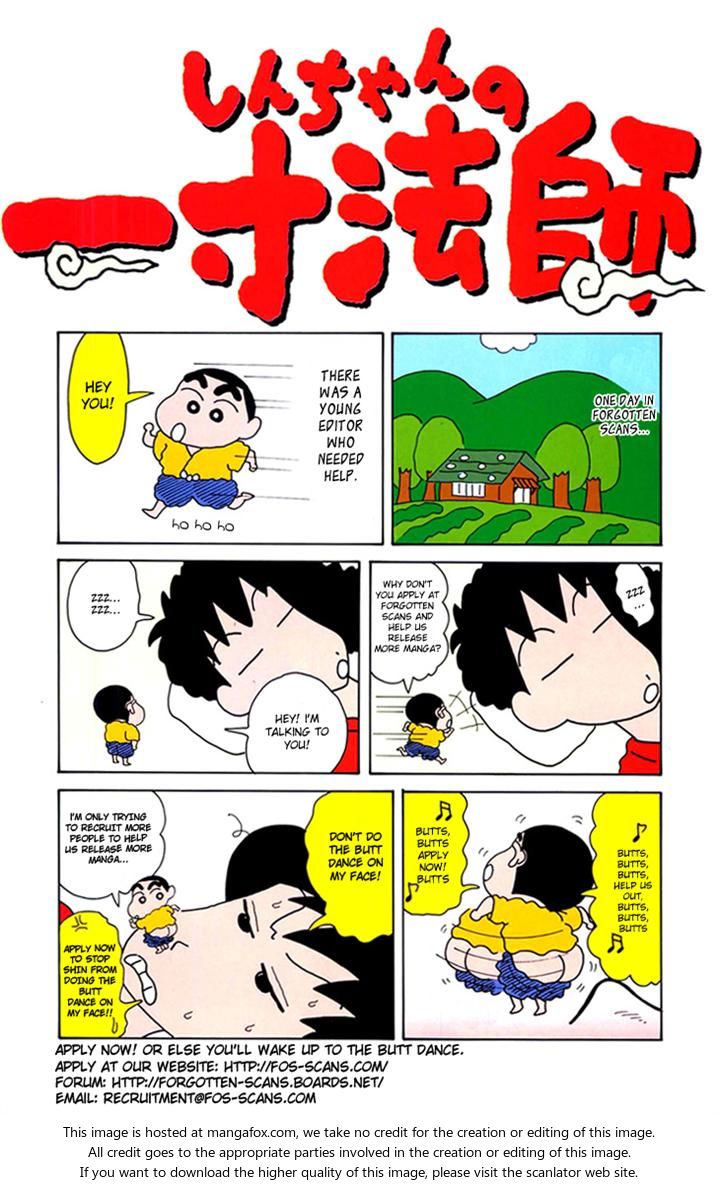 しんちゃんの
一寸法師
ONE DAY IN
FORGOTTEN
SCANS...
THERE
WAS A
YOUNG
EDITOR
WHO
NEEDED
HELP.
HEY
YOU!
ho ho ho
ZZZ
...
WHY DON'T
YOU APPLY AT
FORGOTTEN
SCANS AND
HELP US
RELEASE
MORE MANGA?
ZZZ...
ZZZ...
HEY! I'M
TALKING TO
YOU!
BUTTS,
BUTTS,
BUTTS,
HELP US
OUT,
BUTTS,
BUTTS,
BUTTS
BUTTS,
BUTTS
APPLY
NOW!
BUTTS
DON'T DO
THE BUTT
DANCE ON
MY FACE!
I'M ONLY TRYING
TO RECRUIT MORE
PEOPLE TO HELP
US RELEASE MORE
MANGA...
APPLY NOW
TO STOP
SHIN FROM
DOING THE
BUTT
DANCE ON
MY FACE!!
APPLY NOW! OR ELSE YOU'LL WAKE UP TO THE BUTT DANCE.
APPLY AT OUR WEBSITE: HTTP://FOS-SCANS.COM/
FORUM: HTTP://FORGOTTEN-SCANS.BOARDS.NET/
EMAIL: RECRUITMENT@FOS-SCANS.COM
This image is hosted at mangafox.com, we take no credit for the creation or editing of this image.
All credit goes to the appropriate parties involved in the creation or editing of this image.
If you want to download the higher quality of this image, please visit the scanlator web site.